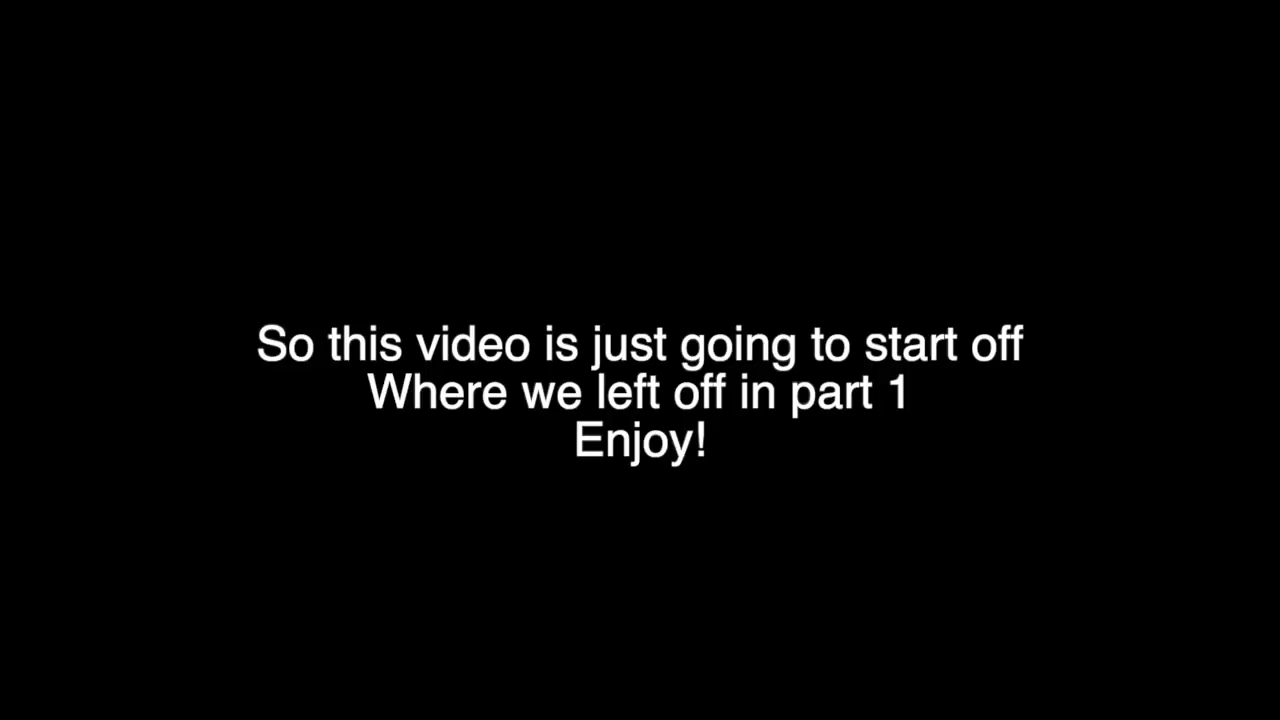 So this video is just going to start off
Where we left off in part 1
Enjoy!